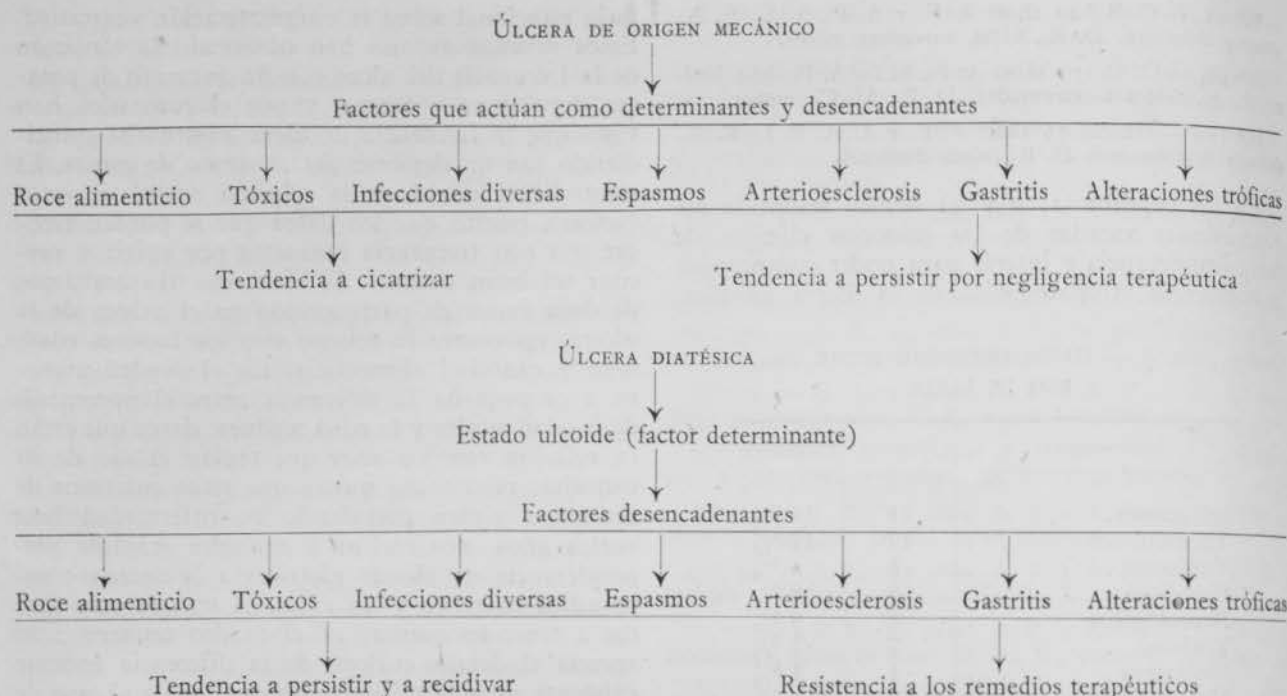 ÚLCERA DE ORIGEN MECÁNICO
Factores que actúan como determinantes y desencadenantes
Roce alimenticio Tóxicos Infecciones diversas Espasmos Arterioesclerosis Gastritis Alteraciones tróficas
Tendencia a cicatrizar Tendencia a persistir por negligencia terapéutica
ÚLCERA DIATÉSICA
Estado ulcoide (factor determinante)
Factores desencadenantes
Roce alimenticio Tóxicos Infecciones diversas Espasmos Arterioesclerosis Gastritis Alteraciones tróficas
Tendencia a persistir y a recidivar Resistencia a los remedios terapéuticos